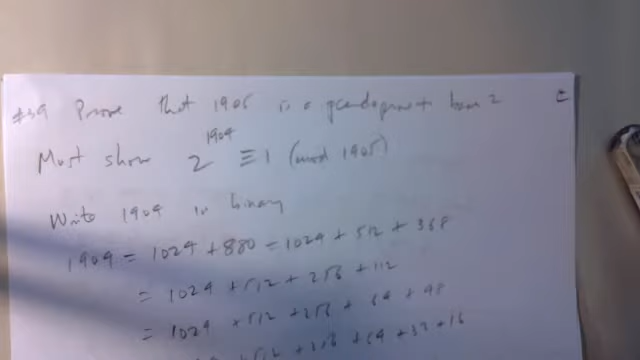 #39 Prove that 1905 is a pseudoprime to base 2
Must show 2^1904 ≡ 1 (mod 1905)
Write 1904 in binary
1904 = 1024 + 880 = 1024 + 512 + 368
= 1024 + 512 + 256 + 112
= 1024 + 512 + 256 + 64 + 48
512 + 256 + 64 + 32 + 16